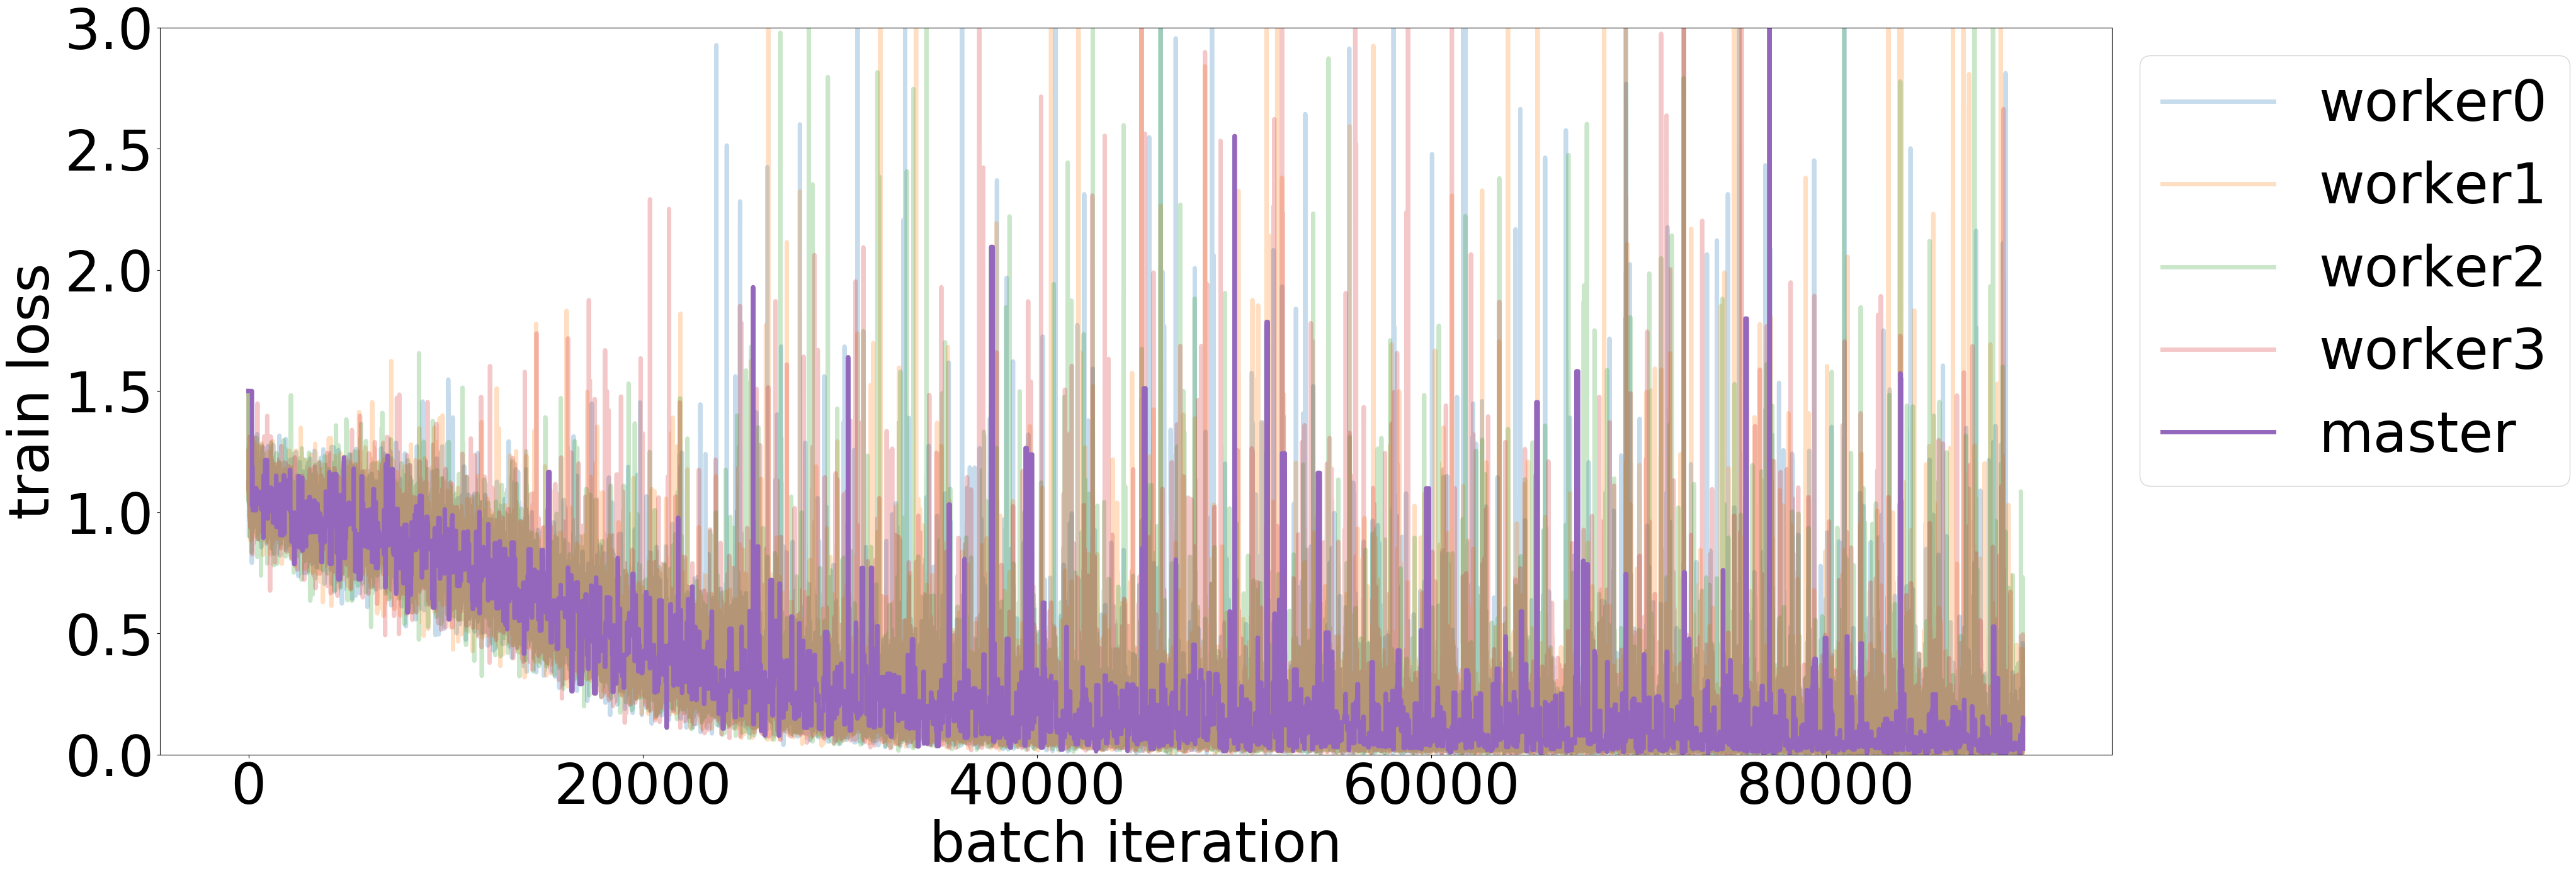 3.0
2.5
2.0
1.5
1.0
0.5
0.0
train loss
0 20000 40000 60000 80000
batch iteration
worker0
worker1
worker2
worker3
master